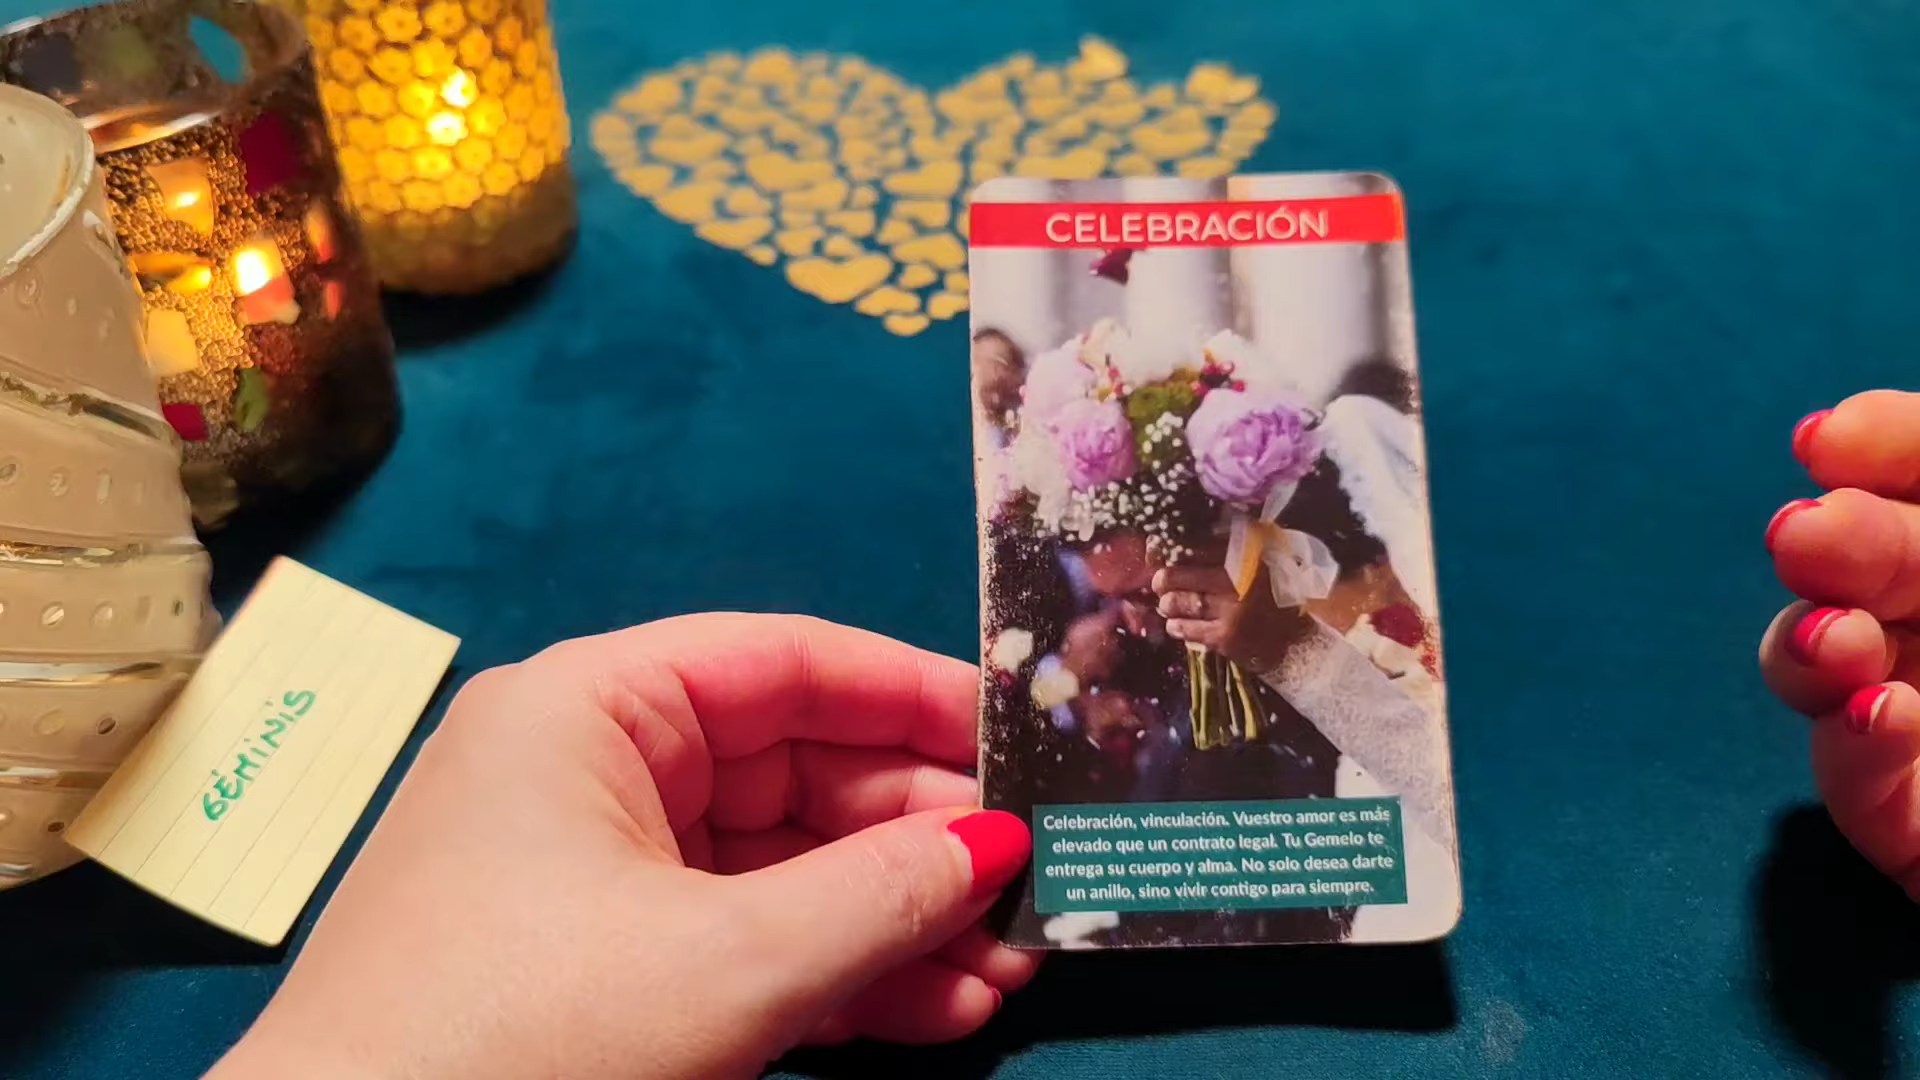 CELEBRACIÓN
GÉMINIS
Celebración, vinculación. Vuestro amor es más
elevado que un contrato legal. Tu Gemelo te
entrega su cuerpo y alma. No solo desea darte
un anillo, sino vivir contigo para siempre.